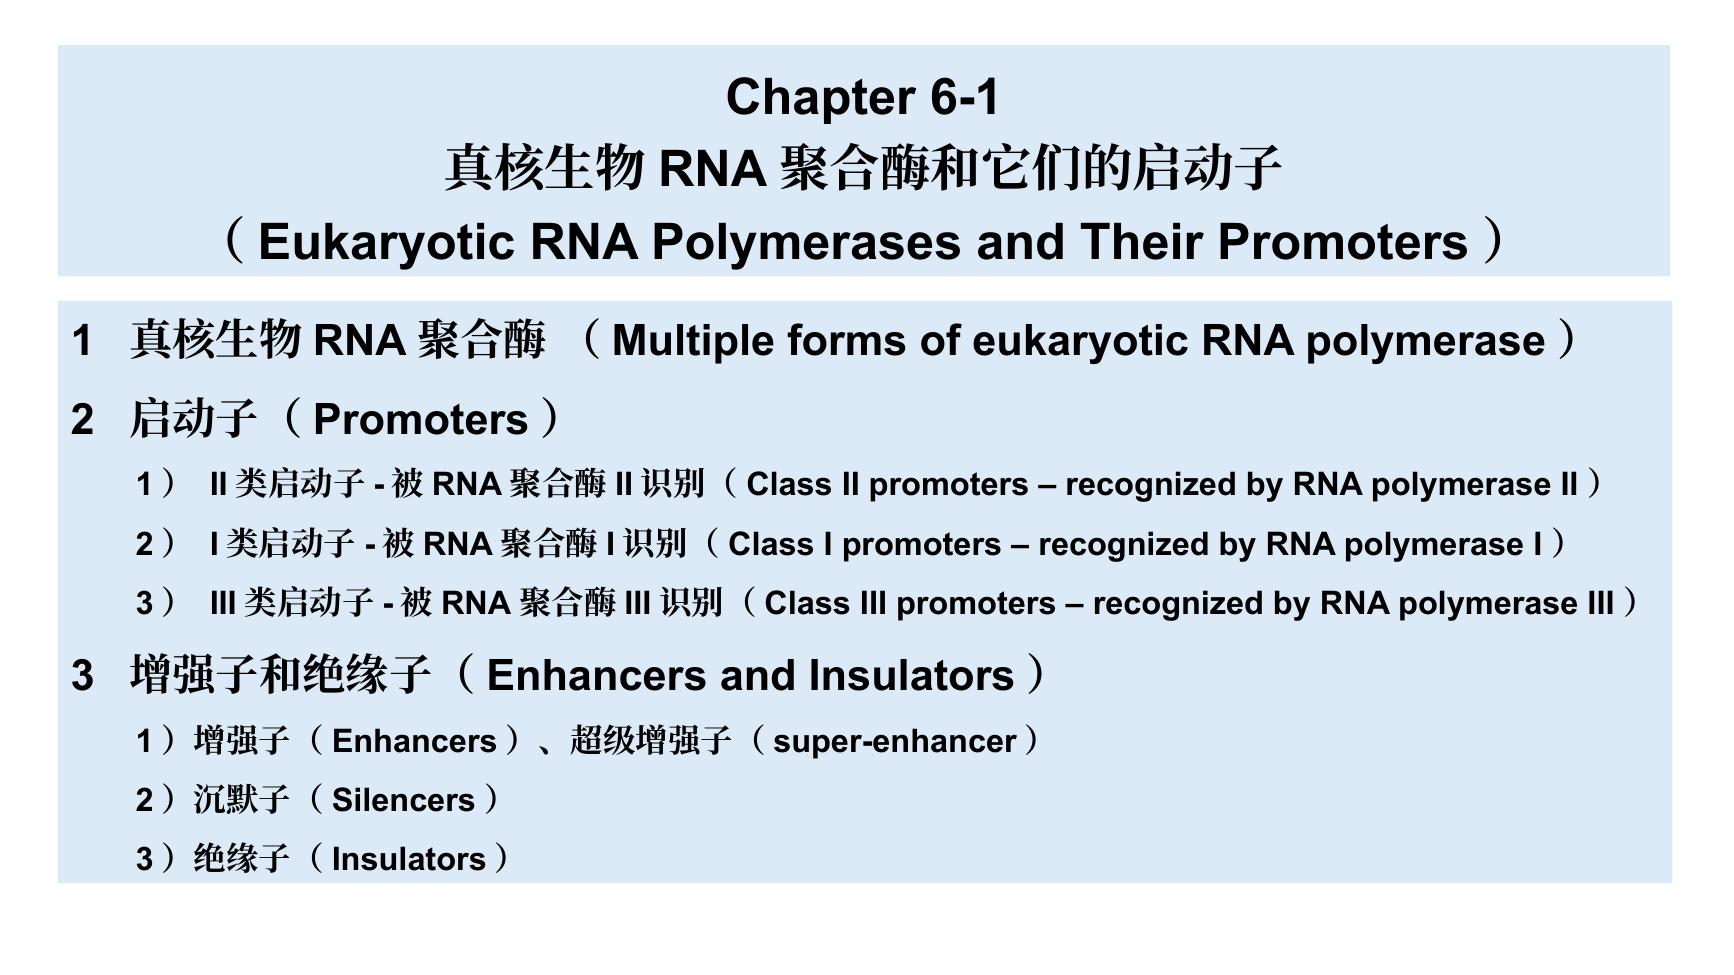 Chapter 6-1
真核生物 RNA 聚合酶和它们的启动子
（Eukaryotic RNA Polymerases and Their Promoters）
1 真核生物 RNA 聚合酶 （Multiple forms of eukaryotic RNA polymerase）
2 启动子（Promoters）
1） II 类启动子 - 被 RNA 聚合酶 II 识别（Class II promoters – recognized by RNA polymerase II）
2） I 类启动子 - 被 RNA 聚合酶 I 识别（Class I promoters – recognized by RNA polymerase I）
3） III 类启动子 - 被 RNA 聚合酶 III 识别（Class III promoters – recognized by RNA polymerase III）
3 增强子和绝缘子（Enhancers and Insulators）
1）增强子（Enhancers）、超级增强子（super-enhancer）
2）沉默子（Silencers）
3）绝缘子（Insulators）